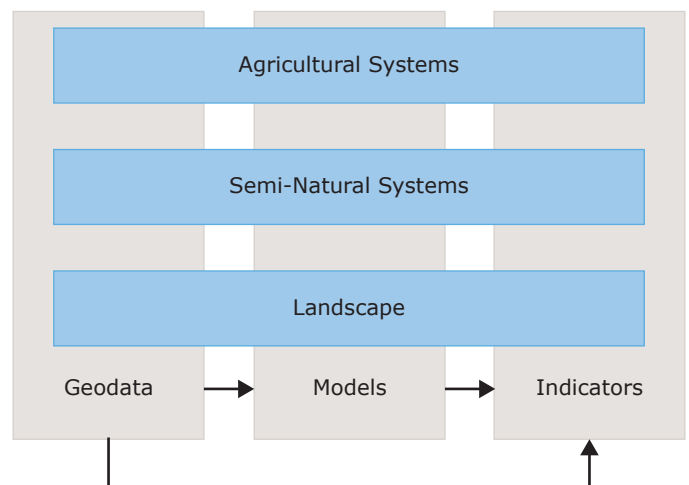 Agricultural Systems
Semi-Natural Systems
Landscape
Geodata
Models
Indicators